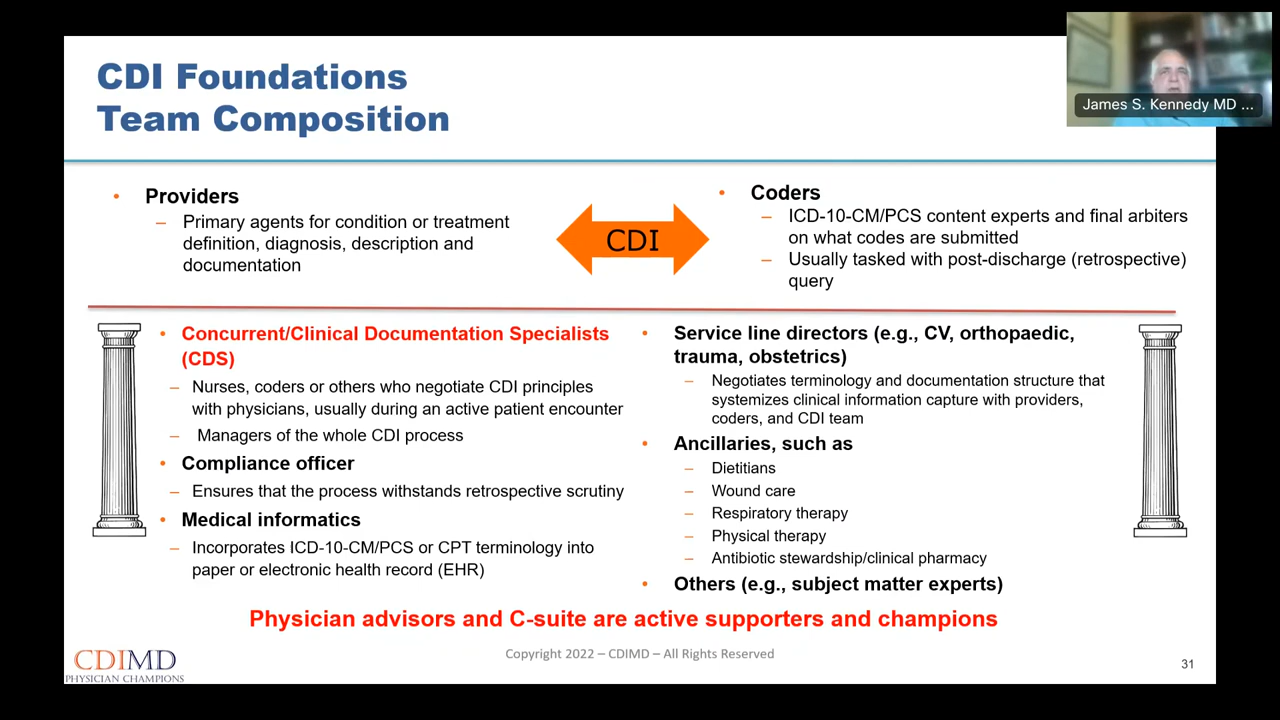 CDI Foundations
Team Composition
James S. Kennedy MD ...
• Providers
– Primary agents for condition or treatment
definition, diagnosis, description and
documentation
CDI
• Coders
– ICD-10-CM/PCS content experts and final arbiters
on what codes are submitted
– Usually tasked with post-discharge (retrospective)
query
• Concurrent/Clinical Documentation Specialists
(CDS)
– Nurses, coders or others who negotiate CDI principles
with physicians, usually during an active patient encounter
– Managers of the whole CDI process
• Compliance officer
– Ensures that the process withstands retrospective scrutiny
• Medical informatics
– Incorporates ICD-10-CM/PCS or CPT terminology into
paper or electronic health record (EHR)
• Service line directors (e.g., CV, orthopaedic,
trauma, obstetrics)
– Negotiates terminology and documentation structure that
systemizes clinical information capture with providers,
coders, and CDI team
• Ancillaries, such as
– Dietitians
– Wound care
– Respiratory therapy
– Physical therapy
– Antibiotic stewardship/clinical pharmacy
• Others (e.g., subject matter experts)
Physician advisors and C-suite are active supporters and champions
CDIMD
PHYSICIAN CHAMPIONS
Copyright 2022 – CDIMD – All Rights Reserved
31